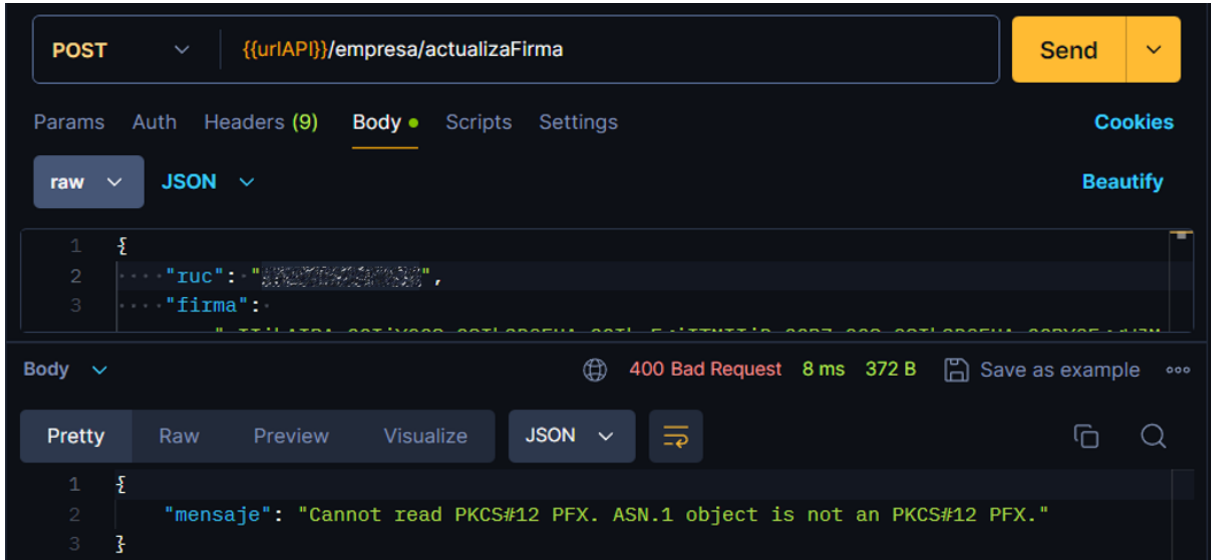 POST {{urlAPI}}/empresa/actualizaFirma Send
Params Auth Headers (9) Body Scripts Settings Cookies
raw JSON Beautify
1 {
2 ····"ruc":·" ",
3 ····"firma":·
Body 400 Bad Request 8 ms 372 B Save as example
Pretty Raw Preview Visualize JSON
1 {
2 "mensaje": "Cannot read PKCS#12 PFX. ASN.1 object is not an PKCS#12 PFX."
3 }